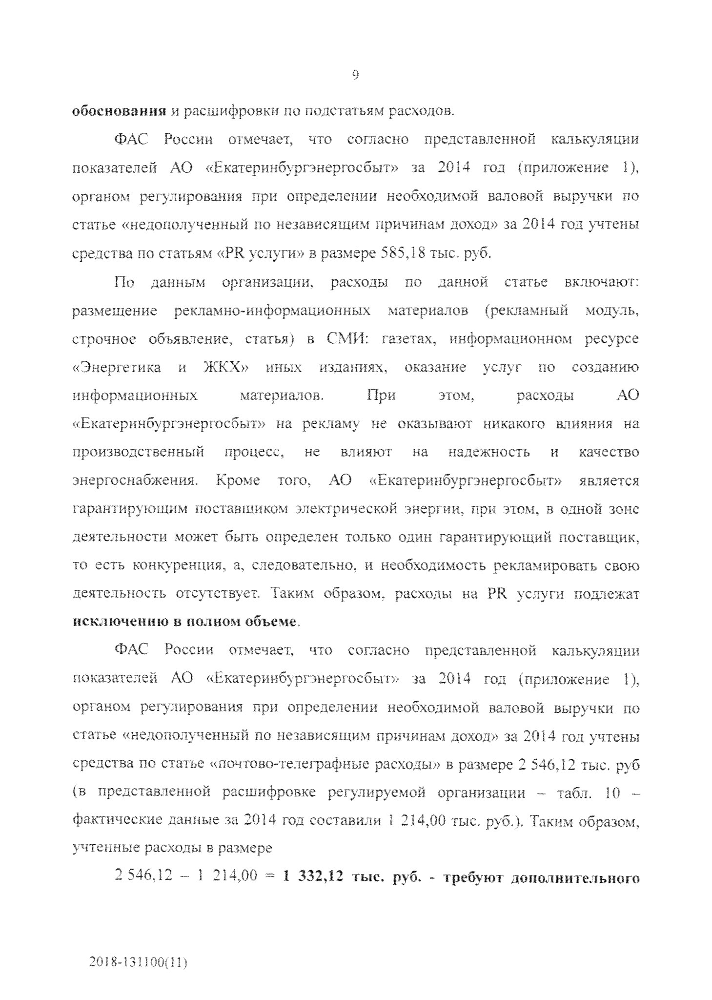 9
обоснования и расшифровки по подстатьям расходов.
ФАС России отмечает, что согласно представленной калькуляции
показателей АО «Екатеринбургэнергосбыт» за 2014 год (приложение 1),
органом регулирования при определении необходимой валовой выручки по
статье «недополученный по независящим причинам доход» за 2014 год учтены
средства по статьям «PR услуги» в размере 585,18 тыс. руб.
По данным организации, расходы по данной статье включают:
размещение рекламно-информационных материалов (рекламный модуль,
строчное объявление, статья) в СМИ: газетах, информационном ресурсе
«Энергетика и ЖКХ» иных изданиях, оказание услуг по созданию
информационных материалов. При этом, расходы АО
«Екатеринбургэнергосбыт» на рекламу не оказывают никакого влияния на
производственный процесс, не влияют на надежность и качество
энергоснабжения. Кроме того, АО «Екатеринбургэнергосбыт» является
гарантирующим поставщиком электрической энергии, при этом, в одной зоне
деятельности может быть определен только один гарантирующий поставщик,
то есть конкуренция, а, следовательно, и необходимость рекламировать свою
деятельность отсутствует. Таким образом, расходы на PR услуги подлежат
исключению в полном объеме.
ФАС России отмечает, что согласно представленной калькуляции
показателей АО «Екатеринбургэнергосбыт» за 2014 год (приложение 1),
органом регулирования при определении необходимой валовой выручки по
статье «недополученный по независящим причинам доход» за 2014 год учтены
средства по статье «почтово-телеграфные расходы» в размере 2 546,12 тыс. руб
(в представленной расшифровке регулируемой организации – табл. 10 –
фактические данные за 2014 год составили 1 214,00 тыс. руб.). Таким образом,
учтенные расходы в размере
2 546,12 – 1 214,00 = 1 332,12 тыс. руб. - требуют дополнительного
2018-131100(11)